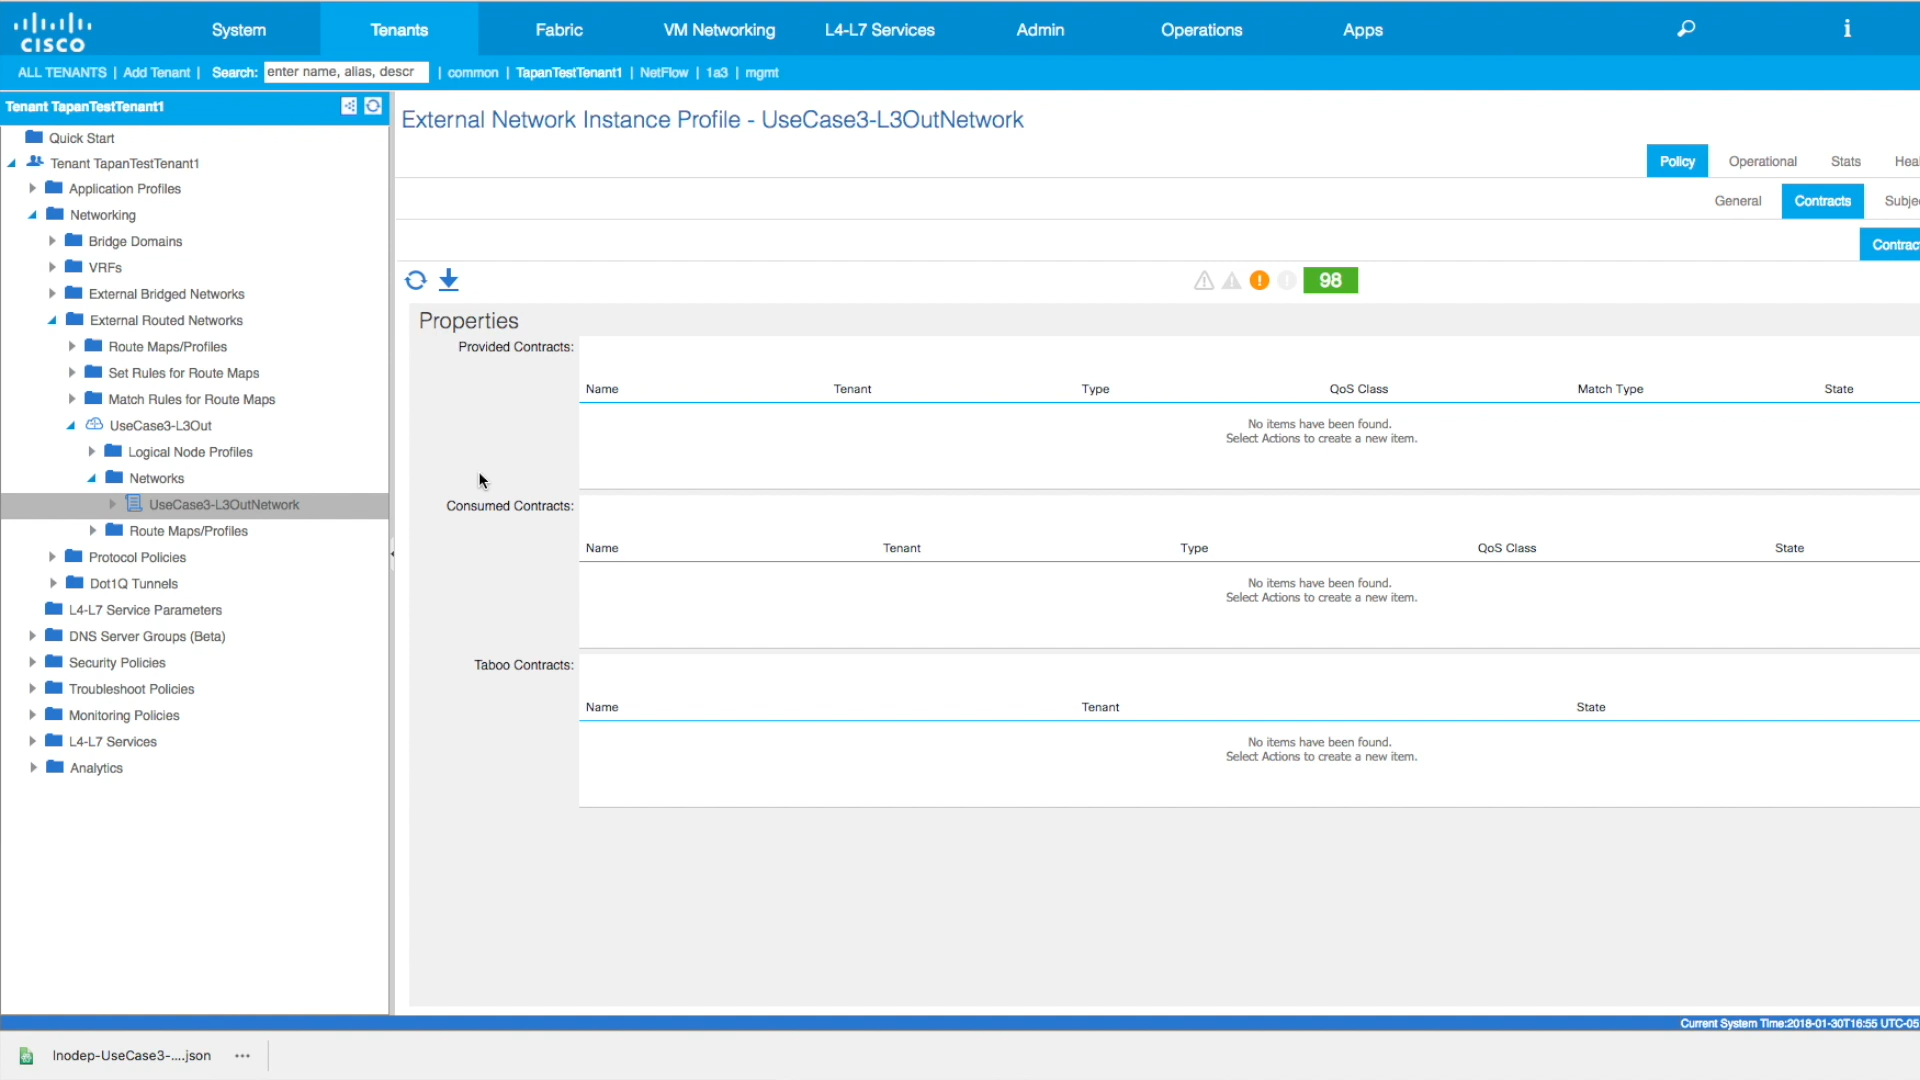 CISCO
System Tenants Fabric VM Networking L4-L7 Services Admin Operations Apps i
ALL TENANTS | Add Tenant | Search: enter name, alias, descr | common | TapanTestTenant1 | NetFlow | 1a3 | mgmt
Tenant TapanTestTenant1
Quick Start
Tenant TapanTestTenant1
Application Profiles
Networking
Bridge Domains
VRFs
External Bridged Networks
External Routed Networks
Route Maps/Profiles
Set Rules for Route Maps
Match Rules for Route Maps
UseCase3-L3Out
Logical Node Profiles
Networks
UseCase3-L3OutNetwork
Route Maps/Profiles
Protocol Policies
Dot1Q Tunnels
L4-L7 Service Parameters
DNS Server Groups (Beta)
Security Policies
Troubleshoot Policies
Monitoring Policies
L4-L7 Services
Analytics
External Network Instance Profile - UseCase3-L3OutNetwork
Policy Operational Stats Heal
General Contracts Subje
Contrac
98
Properties
Provided Contracts:
Name Tenant Type QoS Class Match Type State
No items have been found.
Select Actions to create a new item.
Consumed Contracts:
Name Tenant Type QoS Class State
No items have been found.
Select Actions to create a new item.
Taboo Contracts:
Name Tenant State
No items have been found.
Select Actions to create a new item.
Current System Time:2018-01-30T16:55 UTC-05
lnodep-UseCase3-....json